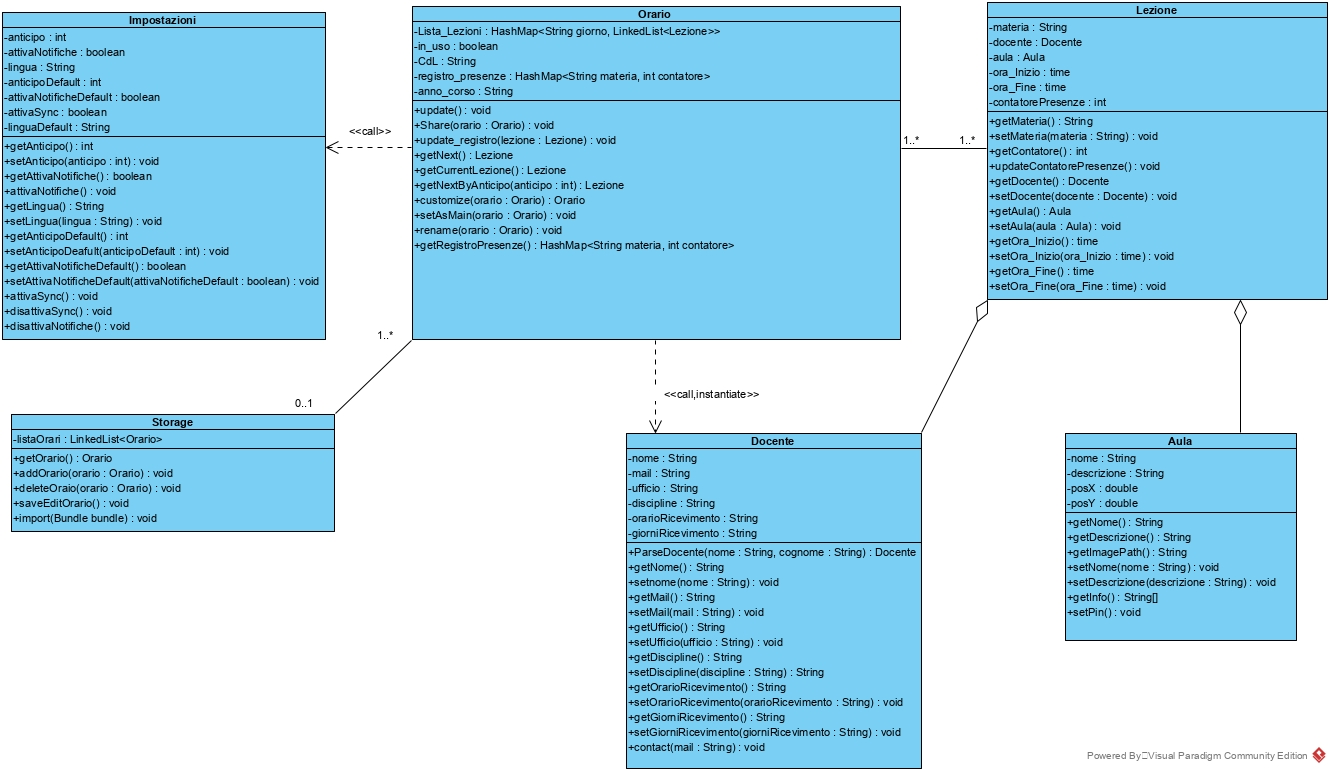 Impostazioni
-anticipo : int
-attivaNotifiche : boolean
-lingua : String
-anticipoDefault : int
-attivaNotificheDefault : boolean
-attivaSync : boolean
-linguaDefault : String
+getAnticipo() : int
+setAnticipo(anticipo : int) : void
+getAttivaNotifiche() : boolean
+attivaNotifiche() : void
+getLingua() : String
+setLingua(lingua : String) : void
+getAnticipoDefault() : int
+setAnticipoDeafult(anticipoDefault : int) : void
+getAttivaNotificheDefault() : boolean
+setAttivaNotificheDefault(attivaNotificheDefault : boolean) : void
+attivaSync() : void
+disattivaSync() : void
+disattivaNotifiche() : void
<<call>>
Orario
-Lista_Lezioni : HashMap<String giorno, LinkedList<Lezione>>
-in_uso : boolean
-CdL : String
-registro_presenze : HashMap<String materia, int contatore>
-anno_corso : String
+update() : void
+Share(orario : Orario) : void
+update_registro(lezione : Lezione) : void
+getNext() : Lezione
+getCurrentLezione() : Lezione
+getNextByAnticipo(anticipo : int) : Lezione
+customize(orario : Orario) : Orario
+setAsMain(orario : Orario) : void
+rename(orario : Orario) : void
+getRegistroPresenze() : HashMap<String materia, int contatore>
1..*
1..*
Lezione
-materia : String
-docente : Docente
-aula : Aula
-ora_Inizio : time
-ora_Fine : time
-contatorePresenze : int
+getMateria() : String
+setMateria(materia : String) : void
+getContatore() : int
+updateContatorePresenze() : void
+getDocente() : Docente
+setDocente(docente : Docente) : void
+getAula() : Aula
+setAula(aula : Aula) : void
+getOra_Inizio() : time
+setOra_Inizio(ora_Inizio : time) : void
+getOra_Fine() : time
+setOra_Fine(ora_Fine : time) : void
1..*
0..1
<<call,instantiate>>
Storage
-listaOrari : LinkedList<Orario>
+getOrario() : Orario
+addOrario(orario : Orario) : void
+deleteOraio(orario : Orario) : void
+saveEditOrario() : void
+import(Bundle bundle) : void
Docente
-nome : String
-mail : String
-ufficio : String
-discipline : String
-orarioRicevimento : String
-giorniRicevimento : String
+ParseDocente(nome : String, cognome : String) : Docente
+getNome() : String
+setnome(nome : String) : void
+getMail() : String
+setMail(mail : String) : void
+getUfficio() : String
+setUfficio(ufficio : String) : void
+getDiscipline() : String
+setDiscipline(discipline : String) : String
+getOrarioRicevimento() : String
+setOrarioRicevimento(orarioRicevimento : String) : void
+getGiorniRicevimento() : String
+setGiorniRicevimento(giorniRicevimento : String) : void
+contact(mail : String) : void
Aula
-nome : String
-descrizione : String
-posX : double
-posY : double
+getNome() : String
+getDescrizione() : String
+getImagePath() : String
+setNome(nome : String) : void
+setDescrizione(descrizione : String) : void
+getInfo() : String[]
+setPin() : void
Powered By Visual Paradigm Community Edition